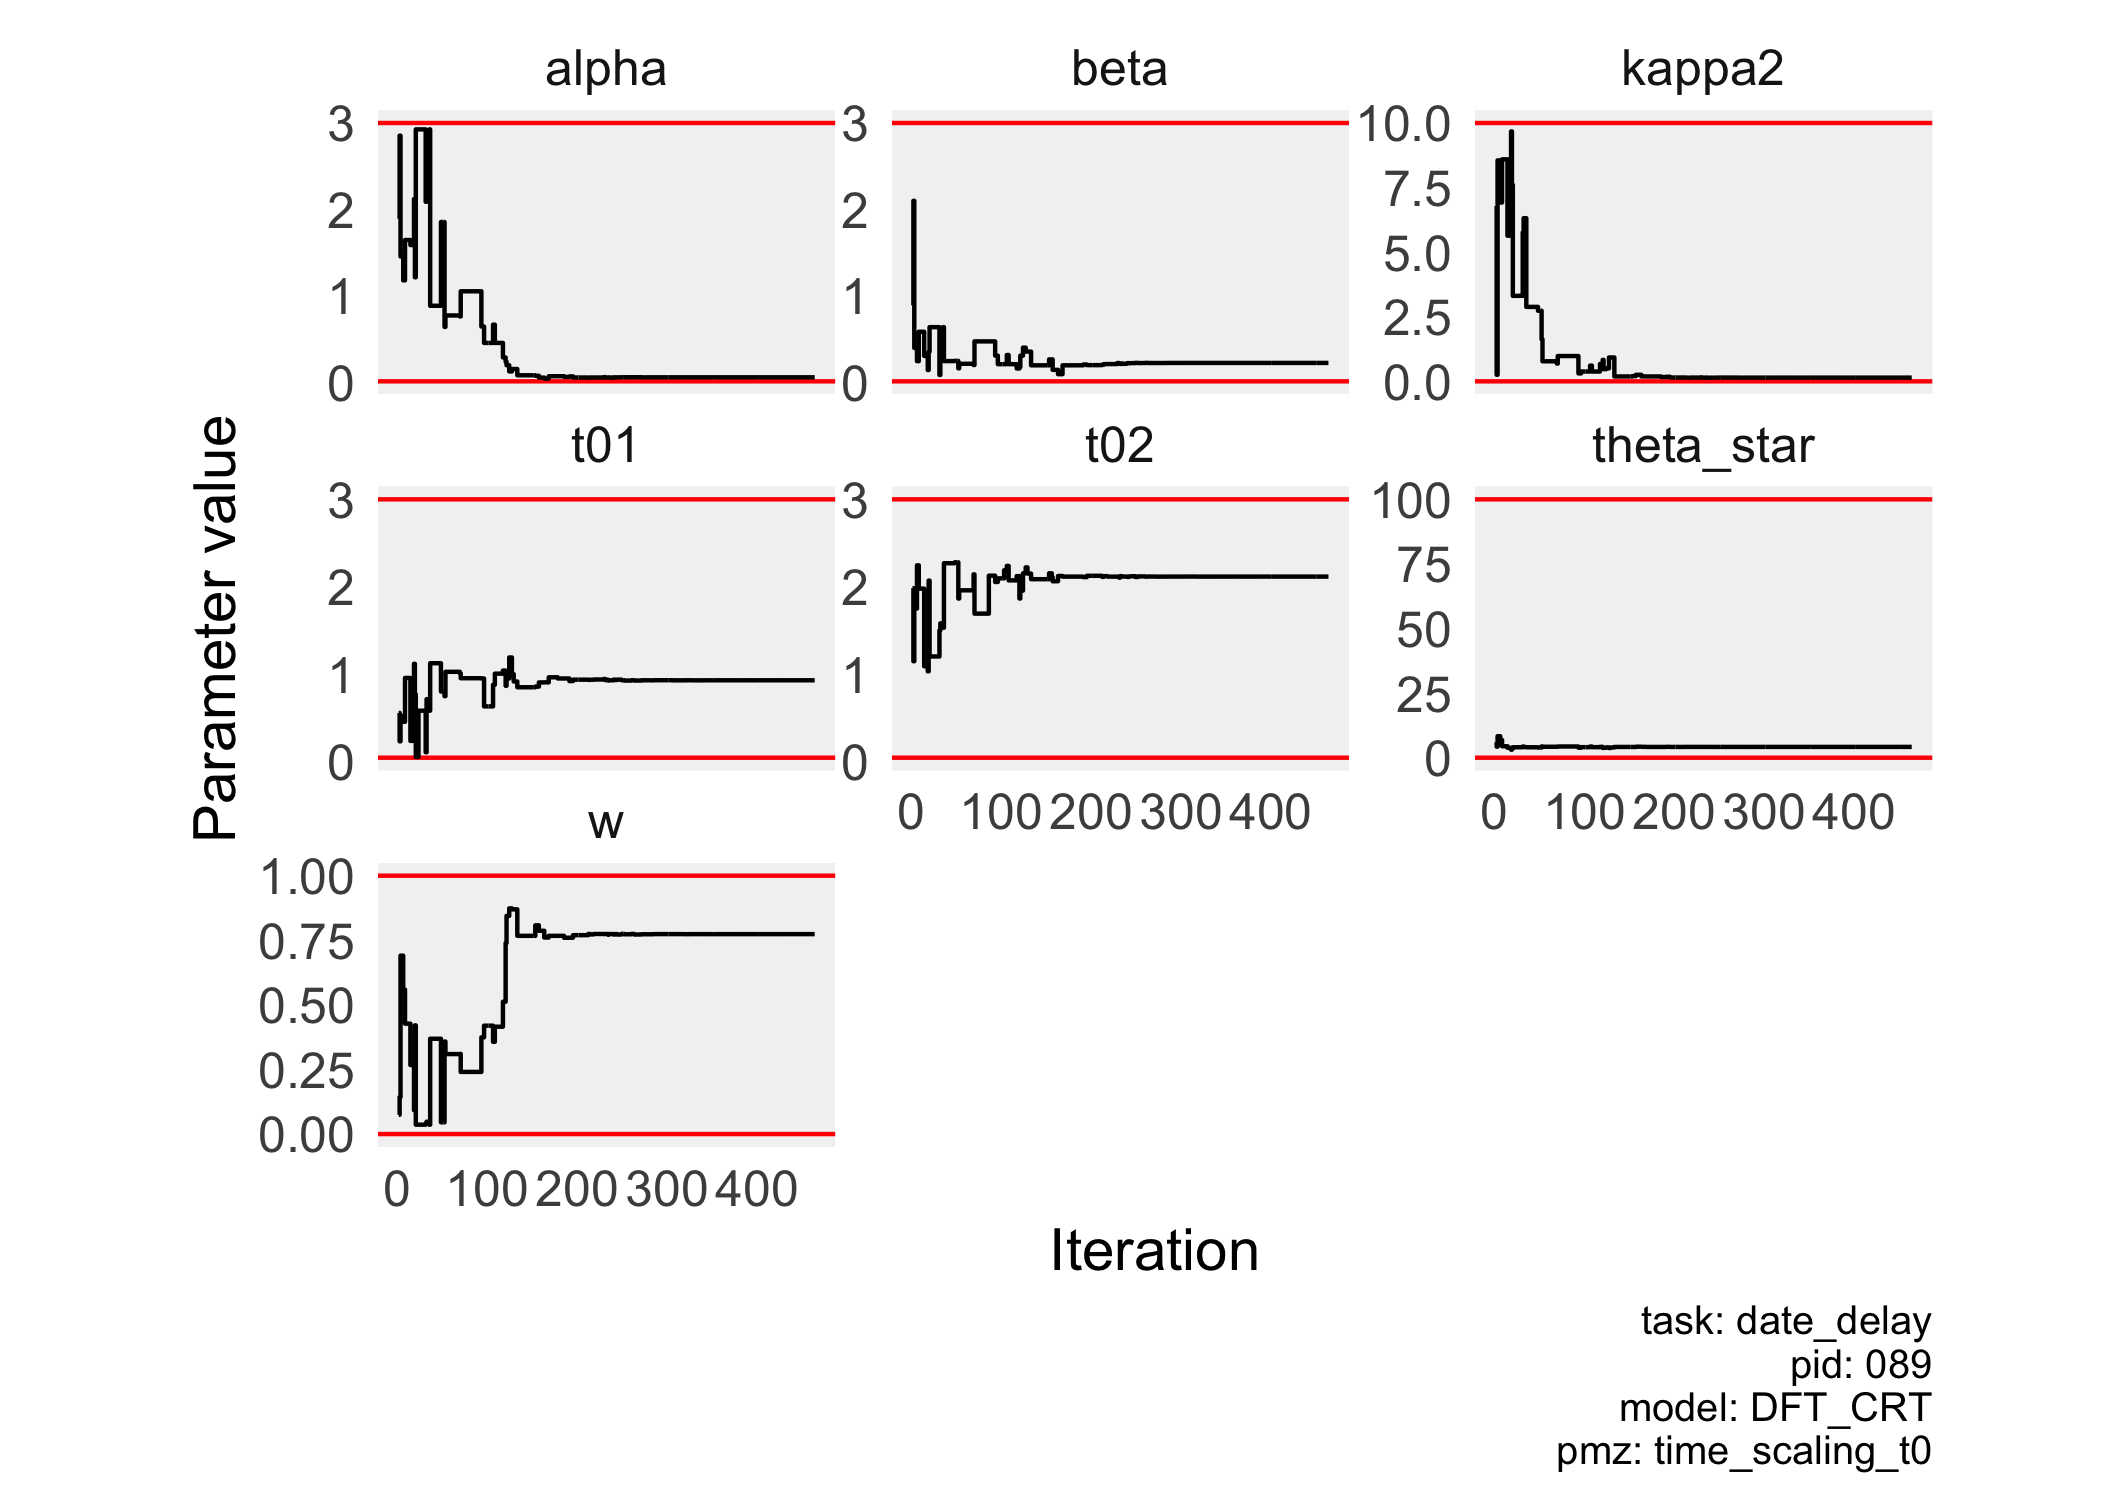 alpha
beta
kappa2
3
2
1
0
3
2
1
0
10.0
7.5
5.0
2.5
0.0
t01
t02
theta_star
3
2
1
0
3
2
1
0
100
75
50
25
0
0 100 200 300 400
0 100 200 300 400
w
1.00
0.75
0.50
0.25
0.00
0 100 200 300 400
Parameter value
Iteration
task: date_delay
pid: 089
model: DFT_CRT
pmz: time_scaling_t0